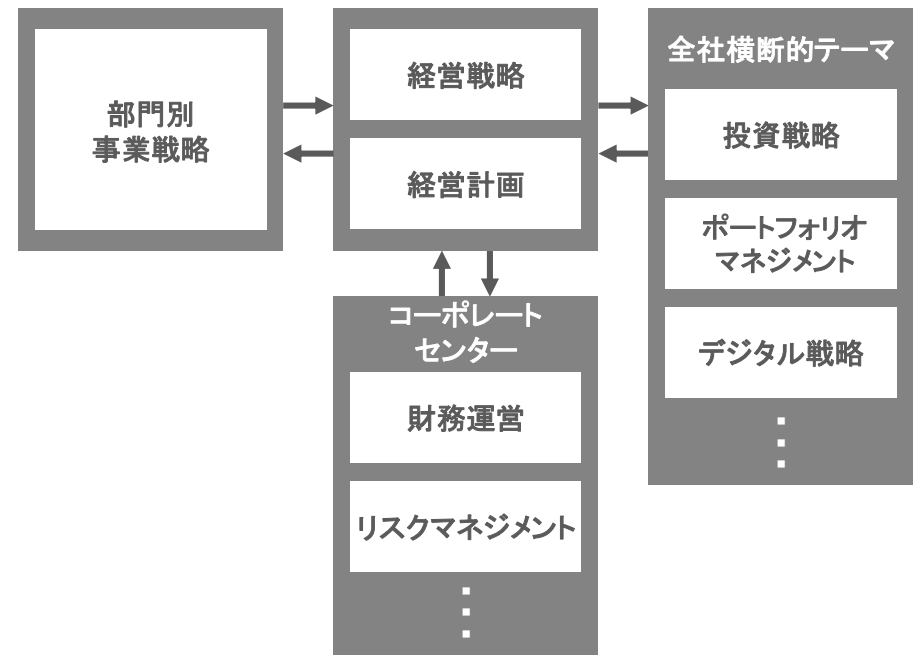 部門別
事業戦略
経営戦略
経営計画
全社横断的テーマ
投資戦略
ポートフォリオ
マネジメント
デジタル戦略
コーポレート
センター
財務運営
リスクマネジメント